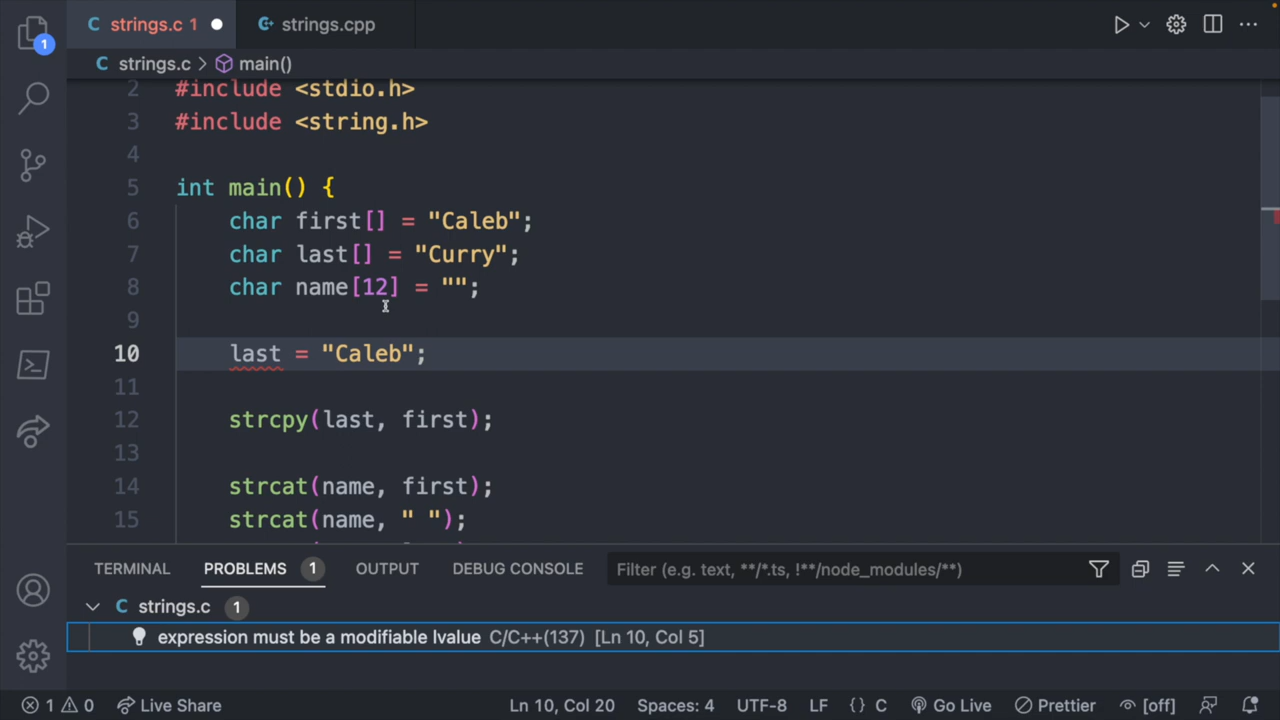 C strings.c 1
strings.cpp
1
C strings.c > main()
2 #include <stdio.h>
3 #include <string.h>
4
5 int main() {
6 char first[] = "Caleb";
7 char last[] = "Curry";
8 char name[12] = "";
9
10 last = "Caleb";
11
12 strcpy(last, first);
13
14 strcat(name, first);
15 strcat(name, " ");
TERMINAL PROBLEMS 1 OUTPUT DEBUG CONSOLE Filter (e.g. text, **/*.ts, !**/node_modules/**)
C strings.c 1
expression must be a modifiable lvalue C/C++(137) [Ln 10, Col 5]
1 0 Live Share Ln 10, Col 20 Spaces: 4 UTF-8 LF {} C Go Live Prettier [off]